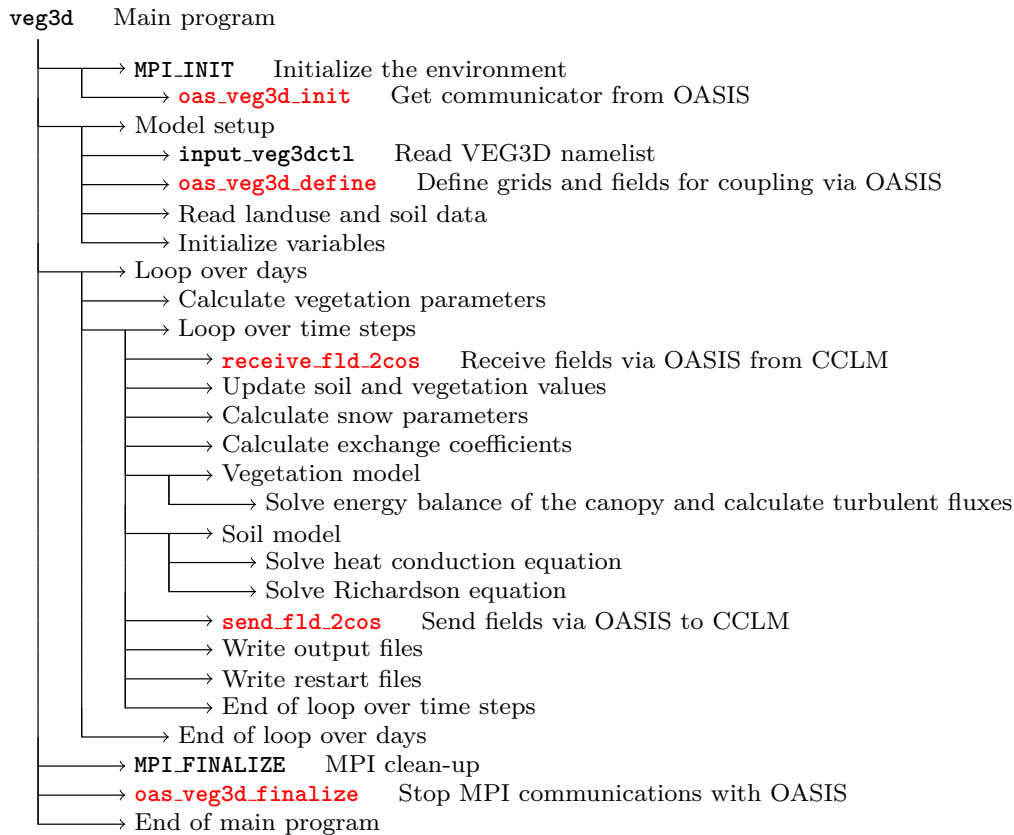 veg3d Main program
MPI_INIT Initialize the environment
oas_veg3d_init Get communicator from OASIS
Model setup
input_veg3dctl Read VEG3D namelist
oas_veg3d_define Define grids and fields for coupling via OASIS
Read landuse and soil data
Initialize variables
Loop over days
Calculate vegetation parameters
Loop over time steps
receive_fld_2cos Receive fields via OASIS from CCLM
Update soil and vegetation values
Calculate snow parameters
Calculate exchange coefficients
Vegetation model
Solve energy balance of the canopy and calculate turbulent fluxes
Soil model
Solve heat conduction equation
Solve Richardson equation
send_fld_2cos Send fields via OASIS to CCLM
Write output files
Write restart files
End of loop over time steps
End of loop over days
MPI_FINALIZE MPI clean-up
oas_veg3d_finalize Stop MPI communications with OASIS
End of main program